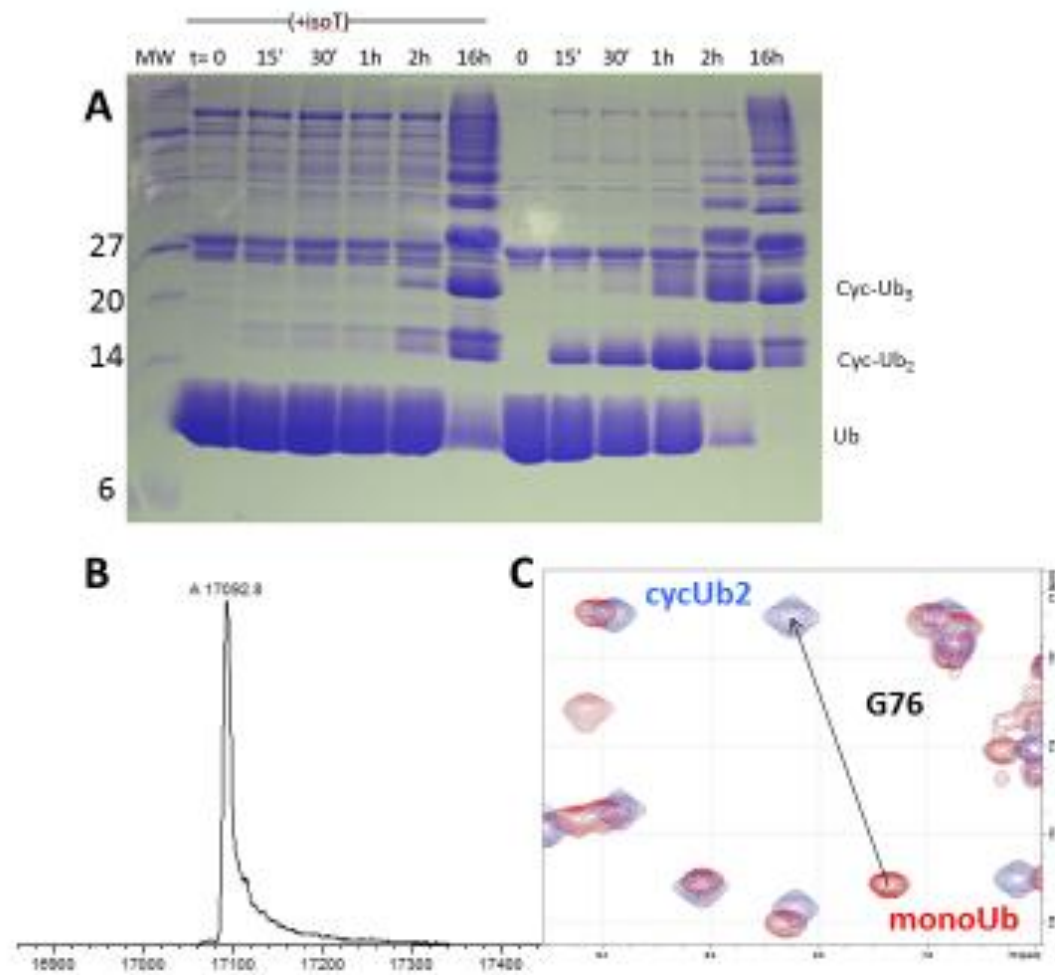 (+isoT)
MW t= 0 15' 30' 1h 2h 16h 0 15' 30' 1h 2h 16h
A
27
20
14
6
Cyc-Ub3
Cyc-Ub2
Ub
B
A 17092.8
16900 17000 17100 17200 17300 17400
C
cycUb2
G76
monoUb